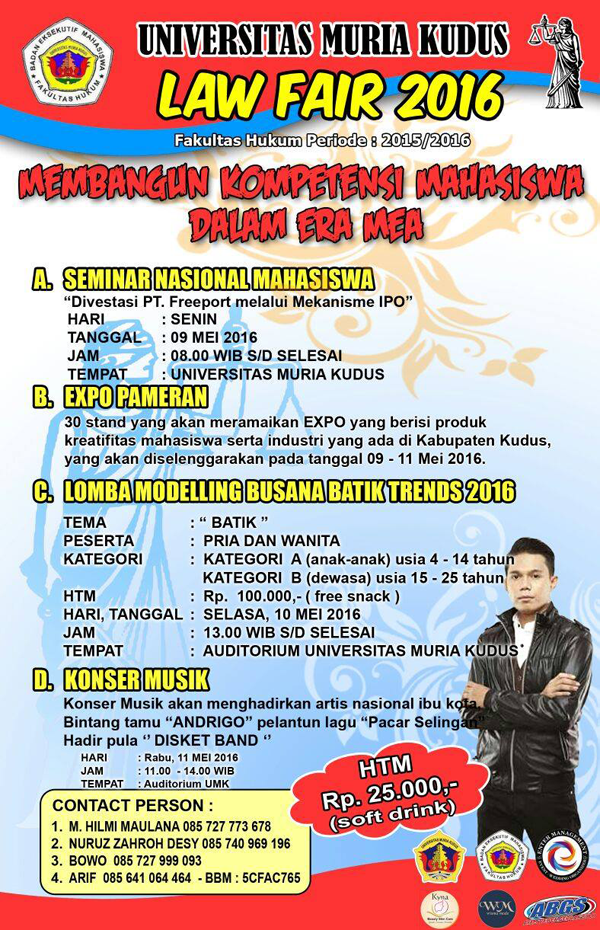 BADAN EKSEKUTIF MAHASISWA
FAKULTAS HUKUM
UNIVERSITAS MURIA KUDUS
LAW FAIR 2016
Fakultas Hukum Periode : 2015/2016
MEMBANGUN KOMPETENSI MAHASISWA
DALAM ERA MEA
A. SEMINAR NASIONAL MAHASISWA
“Divestasi PT. Freeport melalui Mekanisme IPO”
HARI : SENIN
TANGGAL : 09 MEI 2016
JAM : 08.00 WIB S/D SELESAI
TEMPAT : UNIVERSITAS MURIA KUDUS
B. EXPO PAMERAN
30 stand yang akan meramaikan EXPO yang berisi produk
kreatifitas mahasiswa serta industri yang ada di Kabupaten Kudus,
yang akan diselenggarakan pada tanggal 09 - 11 Mei 2016.
C. LOMBA MODELLING BUSANA BATIK TRENDS 2016
TEMA : “ BATIK ”
PESERTA : PRIA DAN WANITA
KATEGORI : KATEGORI A (anak-anak) usia 4 - 14 tahun
KATEGORI B (dewasa) usia 15 - 25 tahun
HTM : Rp. 100.000,- ( free snack )
HARI, TANGGAL : SELASA, 10 MEI 2016
JAM : 13.00 WIB S/D SELESAI
TEMPAT : AUDITORIUM UNIVERSITAS MURIA KUDUS
D. KONSER MUSIK
Konser Musik akan menghadirkan artis nasional ibu kota,
Bintang tamu “ANDRIGO” pelantun lagu “Pacar Selingan”
Hadir pula ‘’ DISKET BAND ‘’
HARI : Rabu, 11 MEI 2016
JAM : 11.00 - 14.00 WIB
TEMPAT : Auditorium UMK
HTM
Rp. 25.000,-
(soft drink)
CONTACT PERSON :
1. M. HILMI MAULANA 085 727 773 678
2. NURUZ ZAHROH DESY 085 740 969 196
3. BOWO 085 727 999 093
4. ARIF 085 641 064 464 - BBM : 5CFAC765
Kyna
WM
ABGS